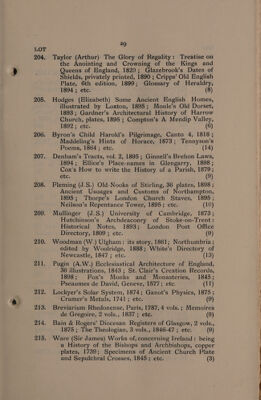 29
LOT
204. Taylor (Arthur) The Glory of Regality: Treatise on
the Anointing and Crowning of the Kings and
Queens of England, 1820; Glazebrook's Dates of
Shields, privately printed, 1890; Cripps' Old English
Plate, 6th edition, 1899; Glossary of Heraldry,
1894; etc. (8)
205. Hodges (Elizabeth) Some Ancient English Homes,
illustrated by Loxton, 1895; Moule's Old Dorset,
1893; Gardner's Architectural History of Harrow
Church, plates, 1895; Compton's A Mendip Valley,
1892; etc. (6)
206. Byron's Child Harold's Pilgrimage, Canto 4, 1818;
Maddeling's Hints of Horace, 1873; Tennyson's
Poems, 1864; etc. (14)
207. Denham's Tracts, vol. 2, 1895; Ginnell's Brehon Laws,
1894; Ellice's Place-names in Glengarry, 1898;
Cox's How to write the History of a Parish, 1879;
etc. (9)
208. Fleming (J.S.) Old Nooks of Stirling, 36 plates, 1898;
Ancient Usuages and Customs of Northampton,
1895; Thorpe's London Church Staves, 1895;
Neilson's Repentance Tower, 1895; etc. (10)
209. Mullinger (J. S.) University of Cambridge, 1873;
Hutchinson's Archdeaconry of Stoke-on-Trent:
Historical Notes, 1893; London Post Office
Directory, 1809; etc. (9)
210. Woodman (W.) Ulgham: its story, 1861; Northumbria:
edited by Wooldridge, 1888; White's Directory of
Newcastle, 1847; etc. (13)
211. Pugin (A.W.) Ecclesiastical Architecture of England,
36 illustrations, 1843; St. Clair's Creation Records,
1898; Fox's Monks and Monasteries, 1845;
Pseaumes de David, Geneve, 1577; etc. (11)
212. Lockyer's Solar System, 1874; Ganot's Physics, 1875;
Cramer's Metals, 1741; etc. (9)
213. Breviarium Rhedonense, Paris, 1787, 4 vols.; Memoires
de Gregoire, 2 vols., 1837; etc. (9)
214. Bain & Rogers' Diocesan Registers of Glasgow, 2 vols.,
1875; The Theologian, 3 vols., 1846-47; etc. (9)
215. Ware (Sir James) Works of, concerning Ireland: being
a History of the Bishops and Archbishops, copper
plates, 1739; Specimens of Ancient Church Plate
and Sepulchral Crosses, 1845; etc. (3)